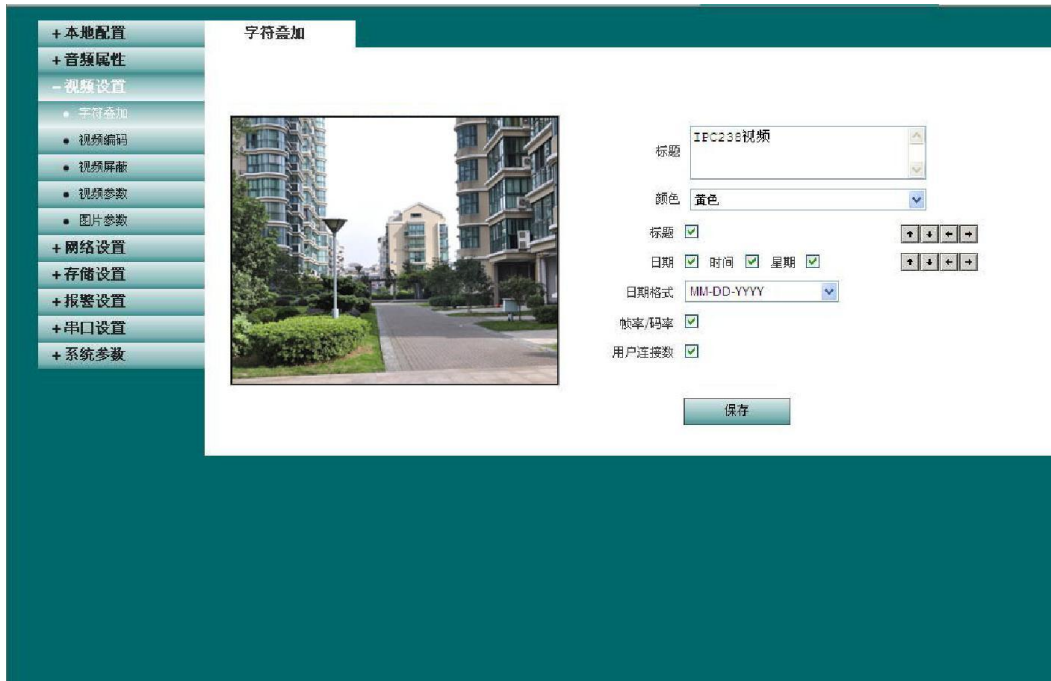 +本地配置
+音频属性
-视频设置
• 字符叠加
• 视频编码
• 视频屏蔽
• 视频参数
• 图片参数
+网络设置
+存储设置
+报警设置
+串口设置
+系统参数
字符叠加
标题 IPC238视频
颜色 黄色
标题
日期 时间 星期
日期格式 MM-DD-YYYY
帧率/码率
用户连接数
保存